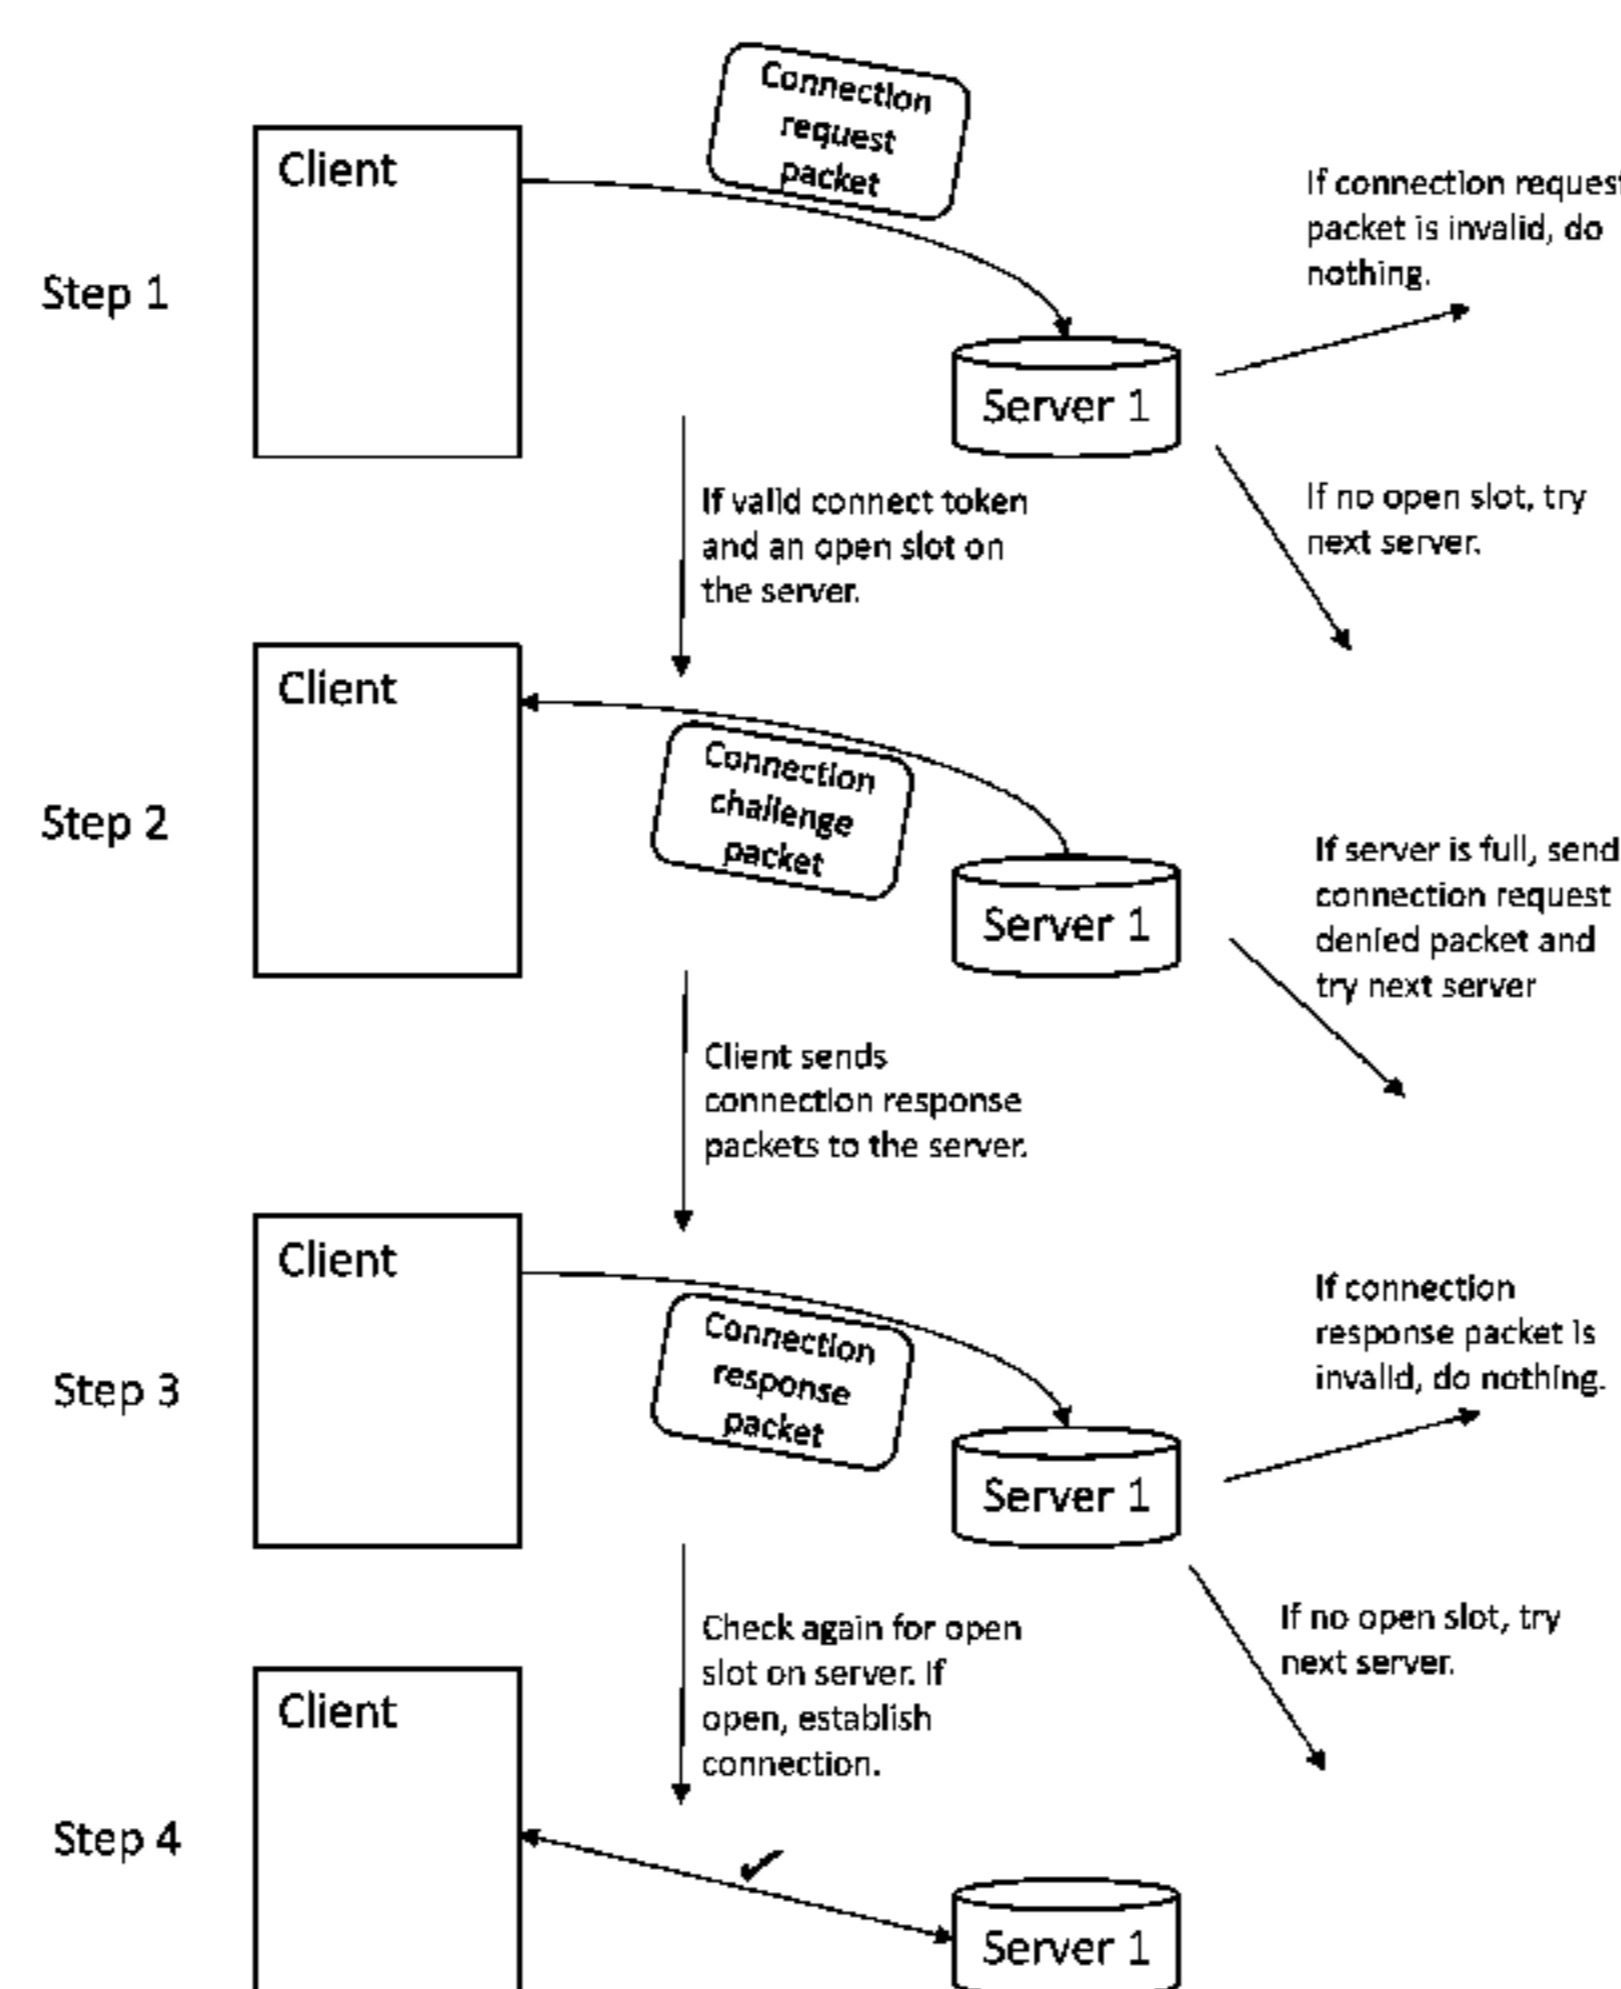 Connection
request
packet
Client
If connection request
packet is invalid, do
nothing.
Step 1
Server 1
If valid connect token
and an open slot on
the server.
If no open slot, try
next server.
Client
Connection
challenge
packet
Step 2
Server 1
If server is full, send
connection request
denied packet and
try next server
Client sends
connection response
packets to the server.
Client
Connection
response
packet
Step 3
If connection
response packet is
invalid, do nothing.
Server 1
Check again for open
slot on server. If
open, establish
connection.
If no open slot, try
next server.
Client
Step 4
Server 1